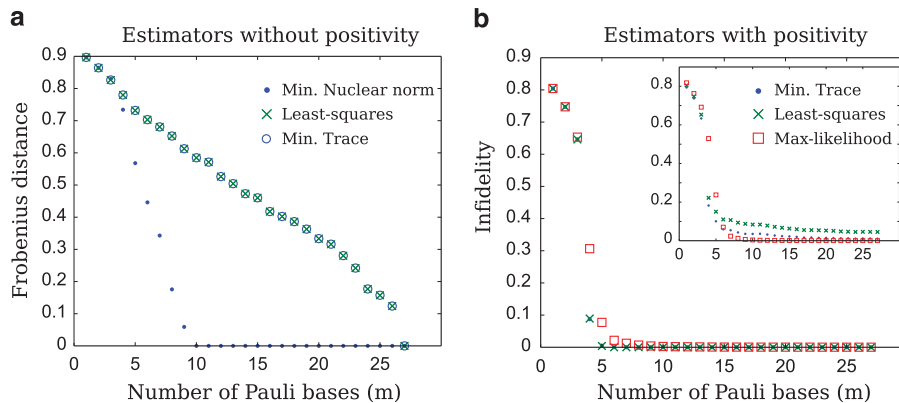 a
Estimators without positivity
0.9
0.8
0.7
0.6
0.5
0.4
0.3
0.2
0.1
0
Frobenius distance
Min. Nuclear norm
Least-squares
Min. Trace
0 5 10 15 20 25
Number of Pauli bases (m)
b
Estimators with positivity
0.9
0.8
0.7
0.6
0.5
0.4
0.3
0.2
0.1
0
Infidelity
0.8
0.6
0.4
0.2
0
Min. Trace
Least-squares
Max-likelihood
0 5 10 15 20 25
0 5 10 15 20 25
Number of Pauli bases (m)